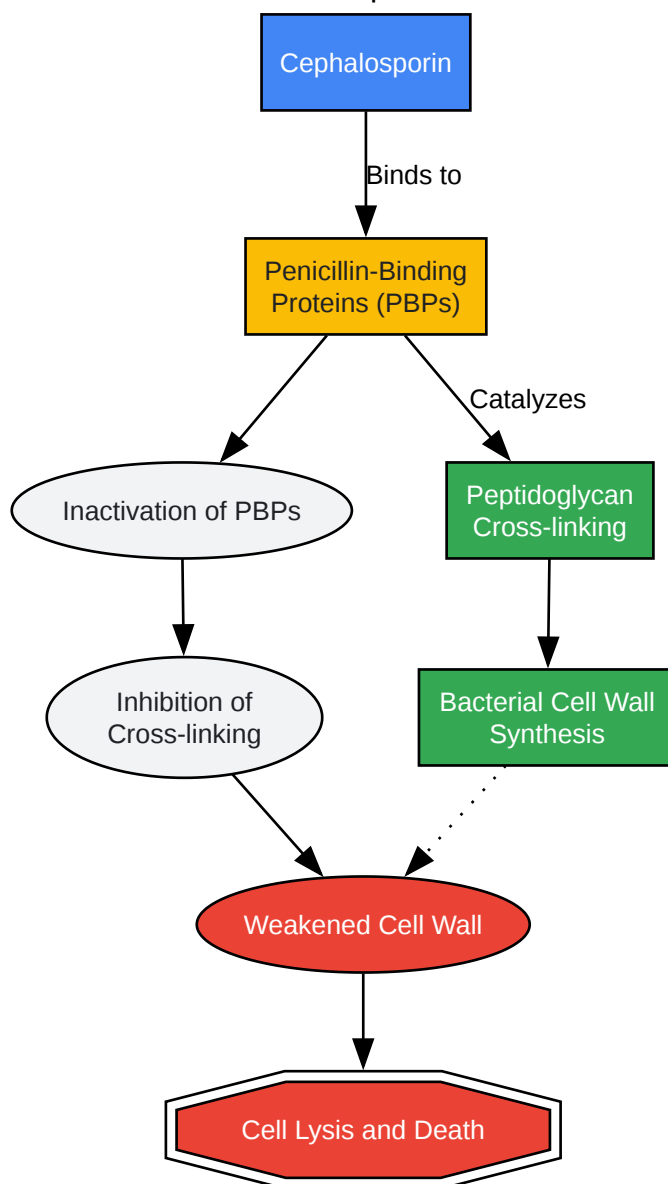 Cephalosporin
Binds to
Penicillin-Binding
Proteins (PBPs)
Catalyzes
Inactivation of PBPs
Peptidoglycan
Cross-linking
Inhibition of
Cross-linking
Bacterial Cell Wall
Synthesis
Weakened Cell Wall
Cell Lysis and Death